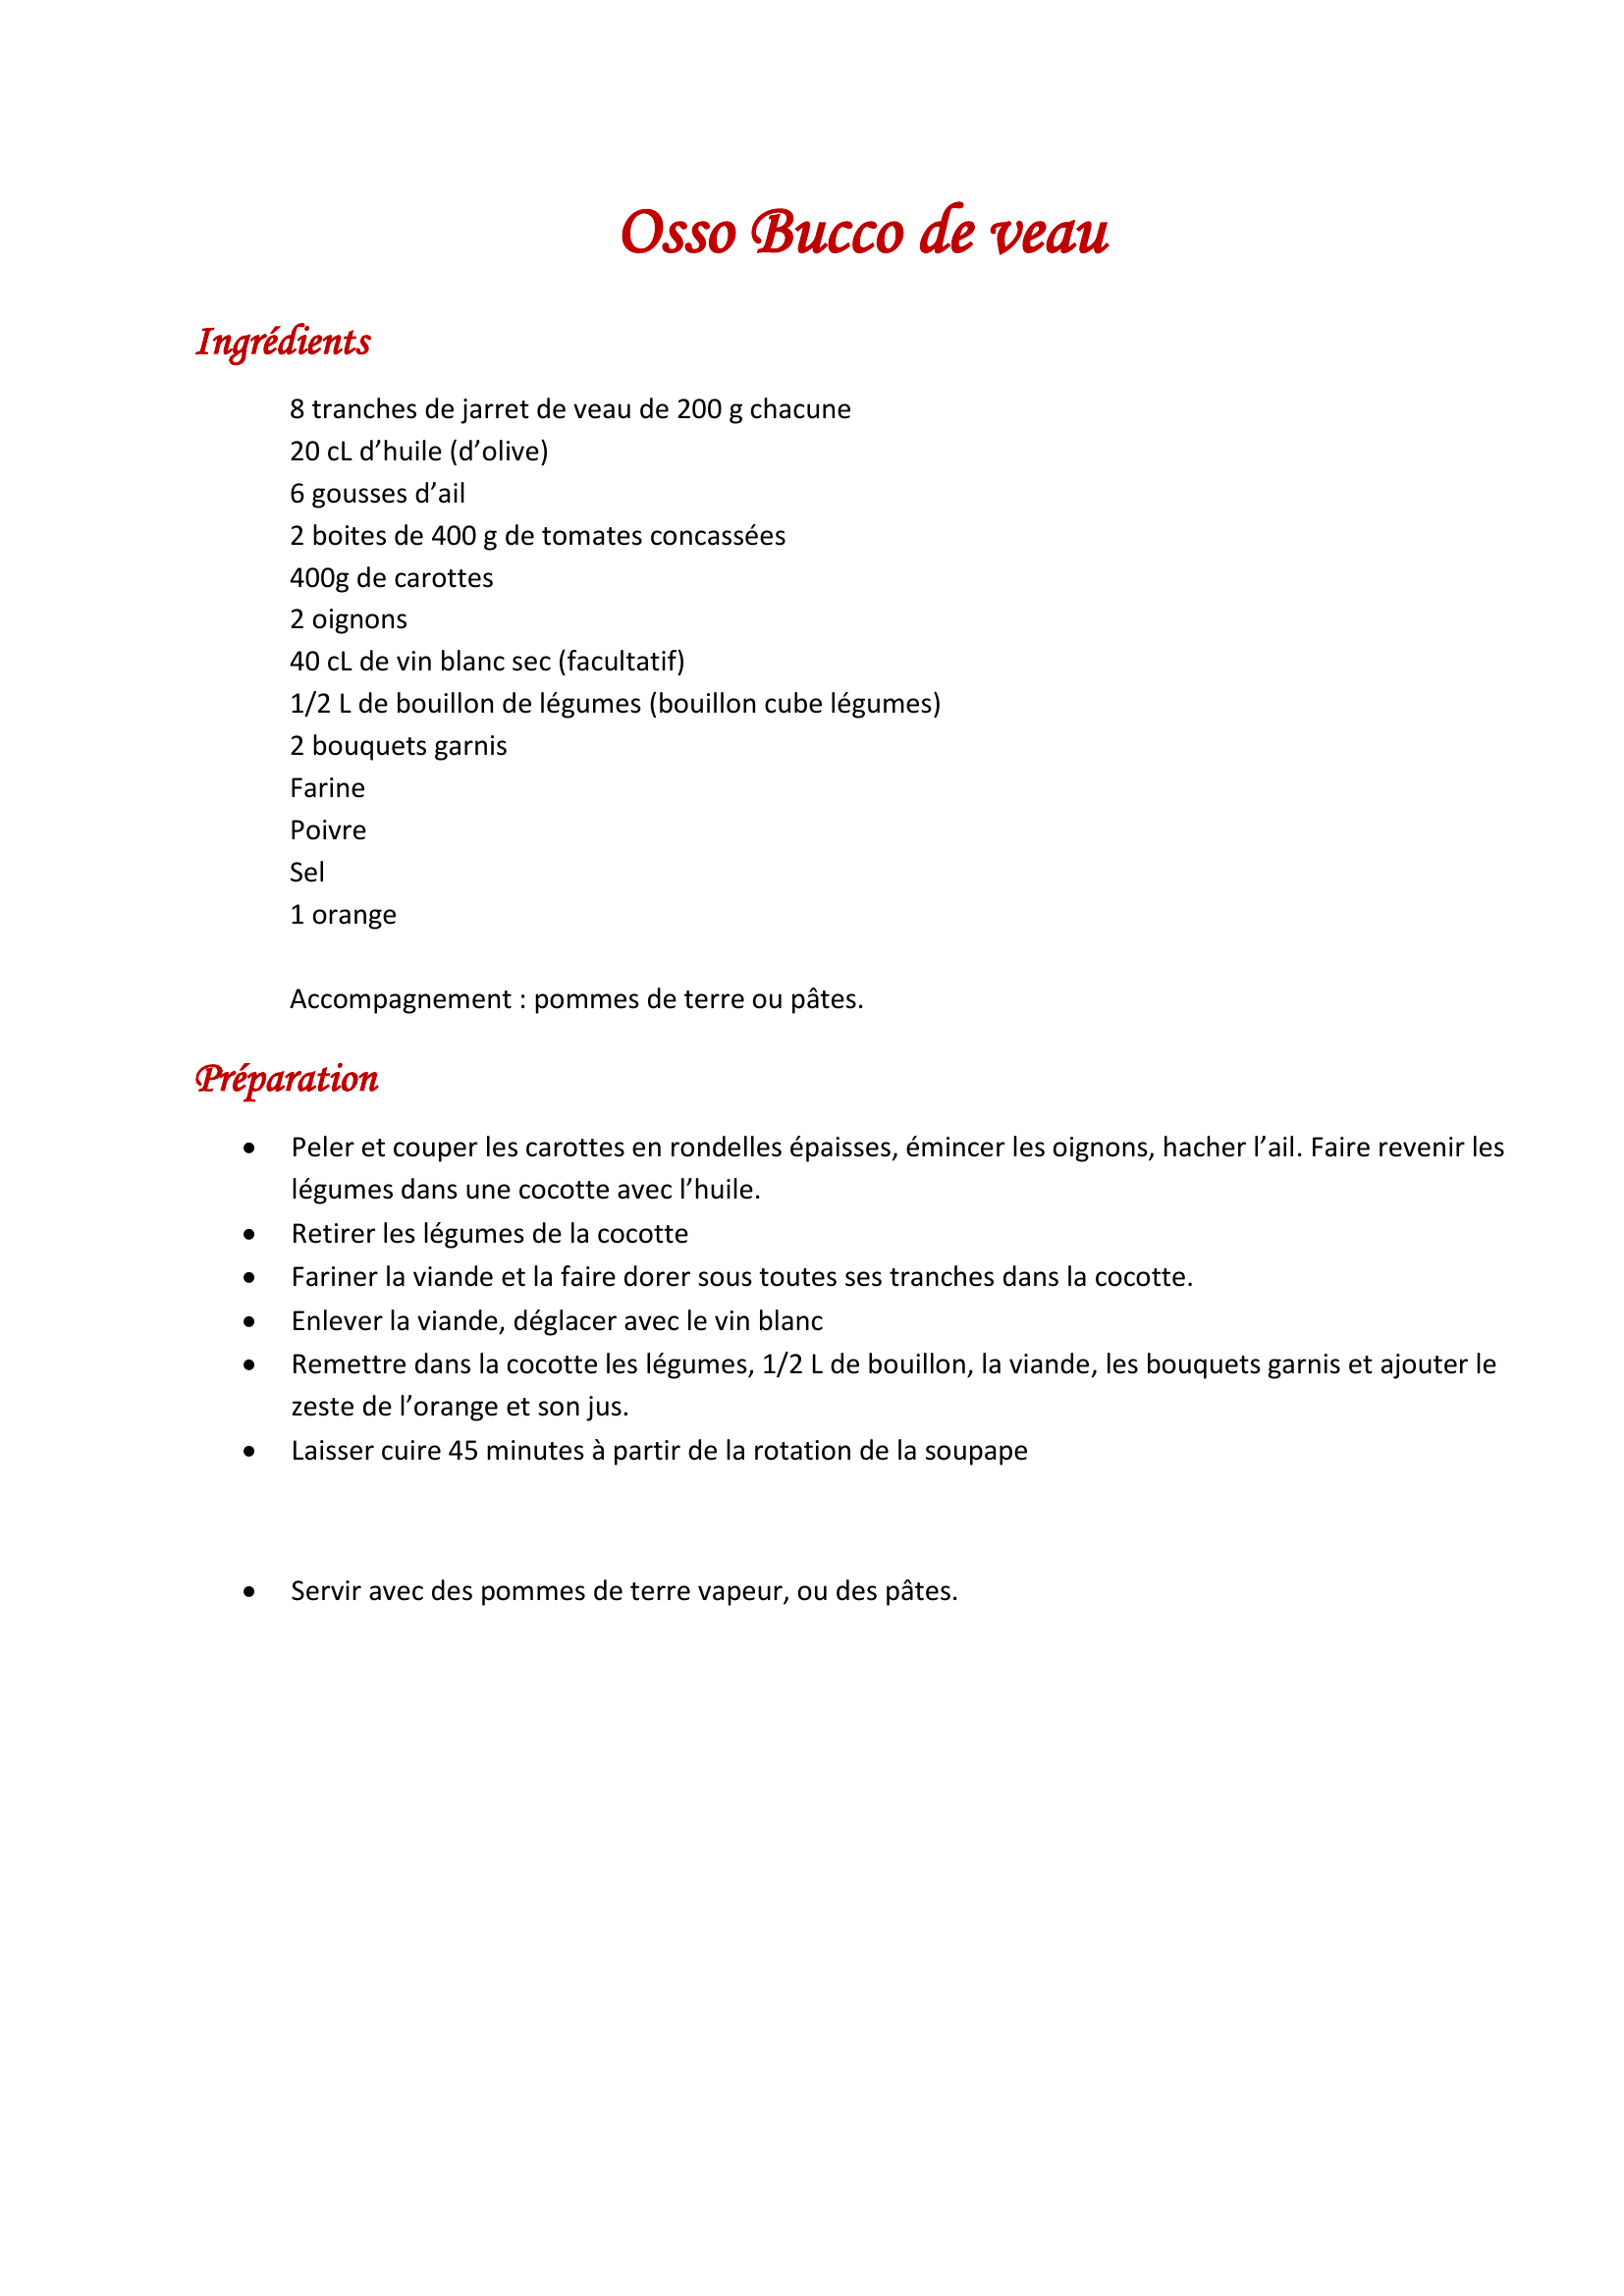 Osso Bucco de veau
Ingrédients
8 tranches de jarret de veau de 200 g chacune
20 cL d’huile (d’olive)
6 gousses d’ail
2 boites de 400 g de tomates concassées
400g de carottes
2 oignons
40 cL de vin blanc sec (facultatif)
1/2 L de bouillon de légumes (bouillon cube légumes)
2 bouquets garnis
Farine
Poivre
Sel
1 orange
Accompagnement : pommes de terre ou pâtes.
Préparation
• Peler et couper les carottes en rondelles épaisses, émincer les oignons, hacher l’ail. Faire revenir les
légumes dans une cocotte avec l’huile.
• Retirer les légumes de la cocotte
• Fariner la viande et la faire dorer sous toutes ses tranches dans la cocotte.
• Enlever la viande, déglacer avec le vin blanc
• Remettre dans la cocotte les légumes, 1/2 L de bouillon, la viande, les bouquets garnis et ajouter le
zeste de l’orange et son jus.
• Laisser cuire 45 minutes à partir de la rotation de la soupape
• Servir avec des pommes de terre vapeur, ou des pâtes.